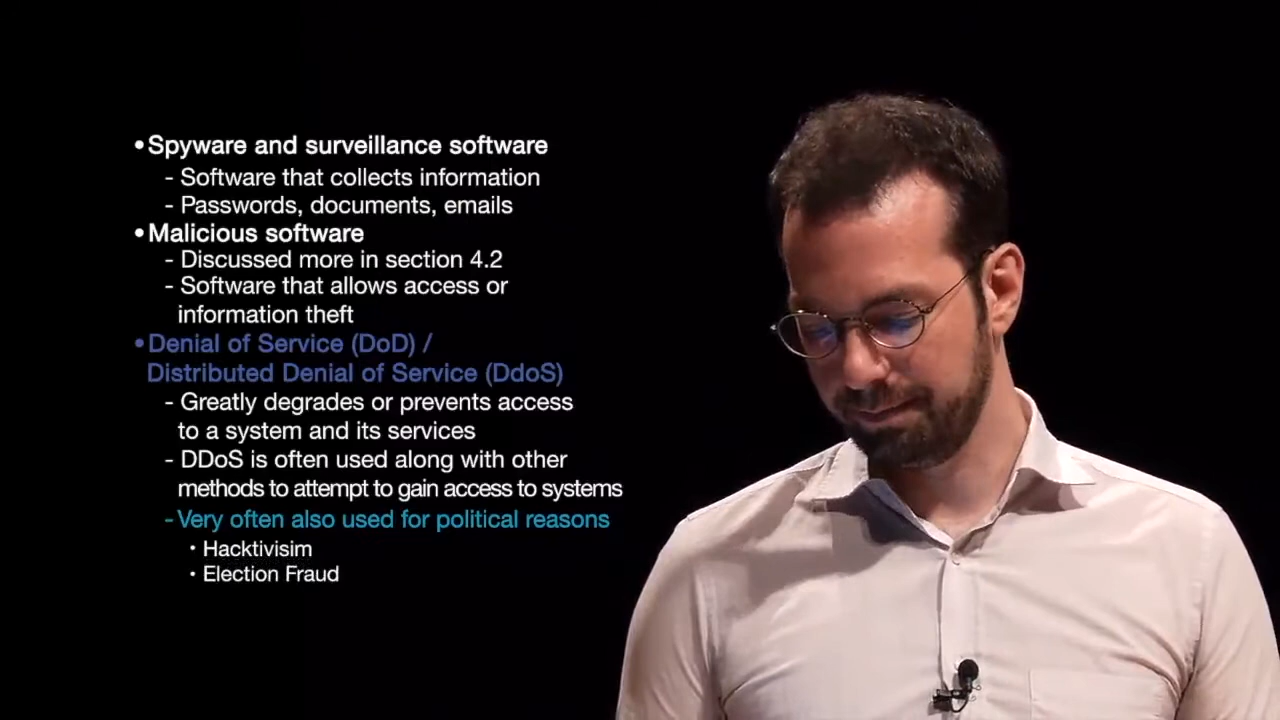 •Spyware and surveillance software
- Software that collects information
- Passwords, documents, emails
•Malicious software
- Discussed more in section 4.2
- Software that allows access or
information theft
•Denial of Service (DoD) /
Distributed Denial of Service (DdoS)
- Greatly degrades or prevents access
to a system and its services
- DDoS is often used along with other
methods to attempt to gain access to systems
- Very often also used for political reasons
• Hacktivisim
• Election Fraud